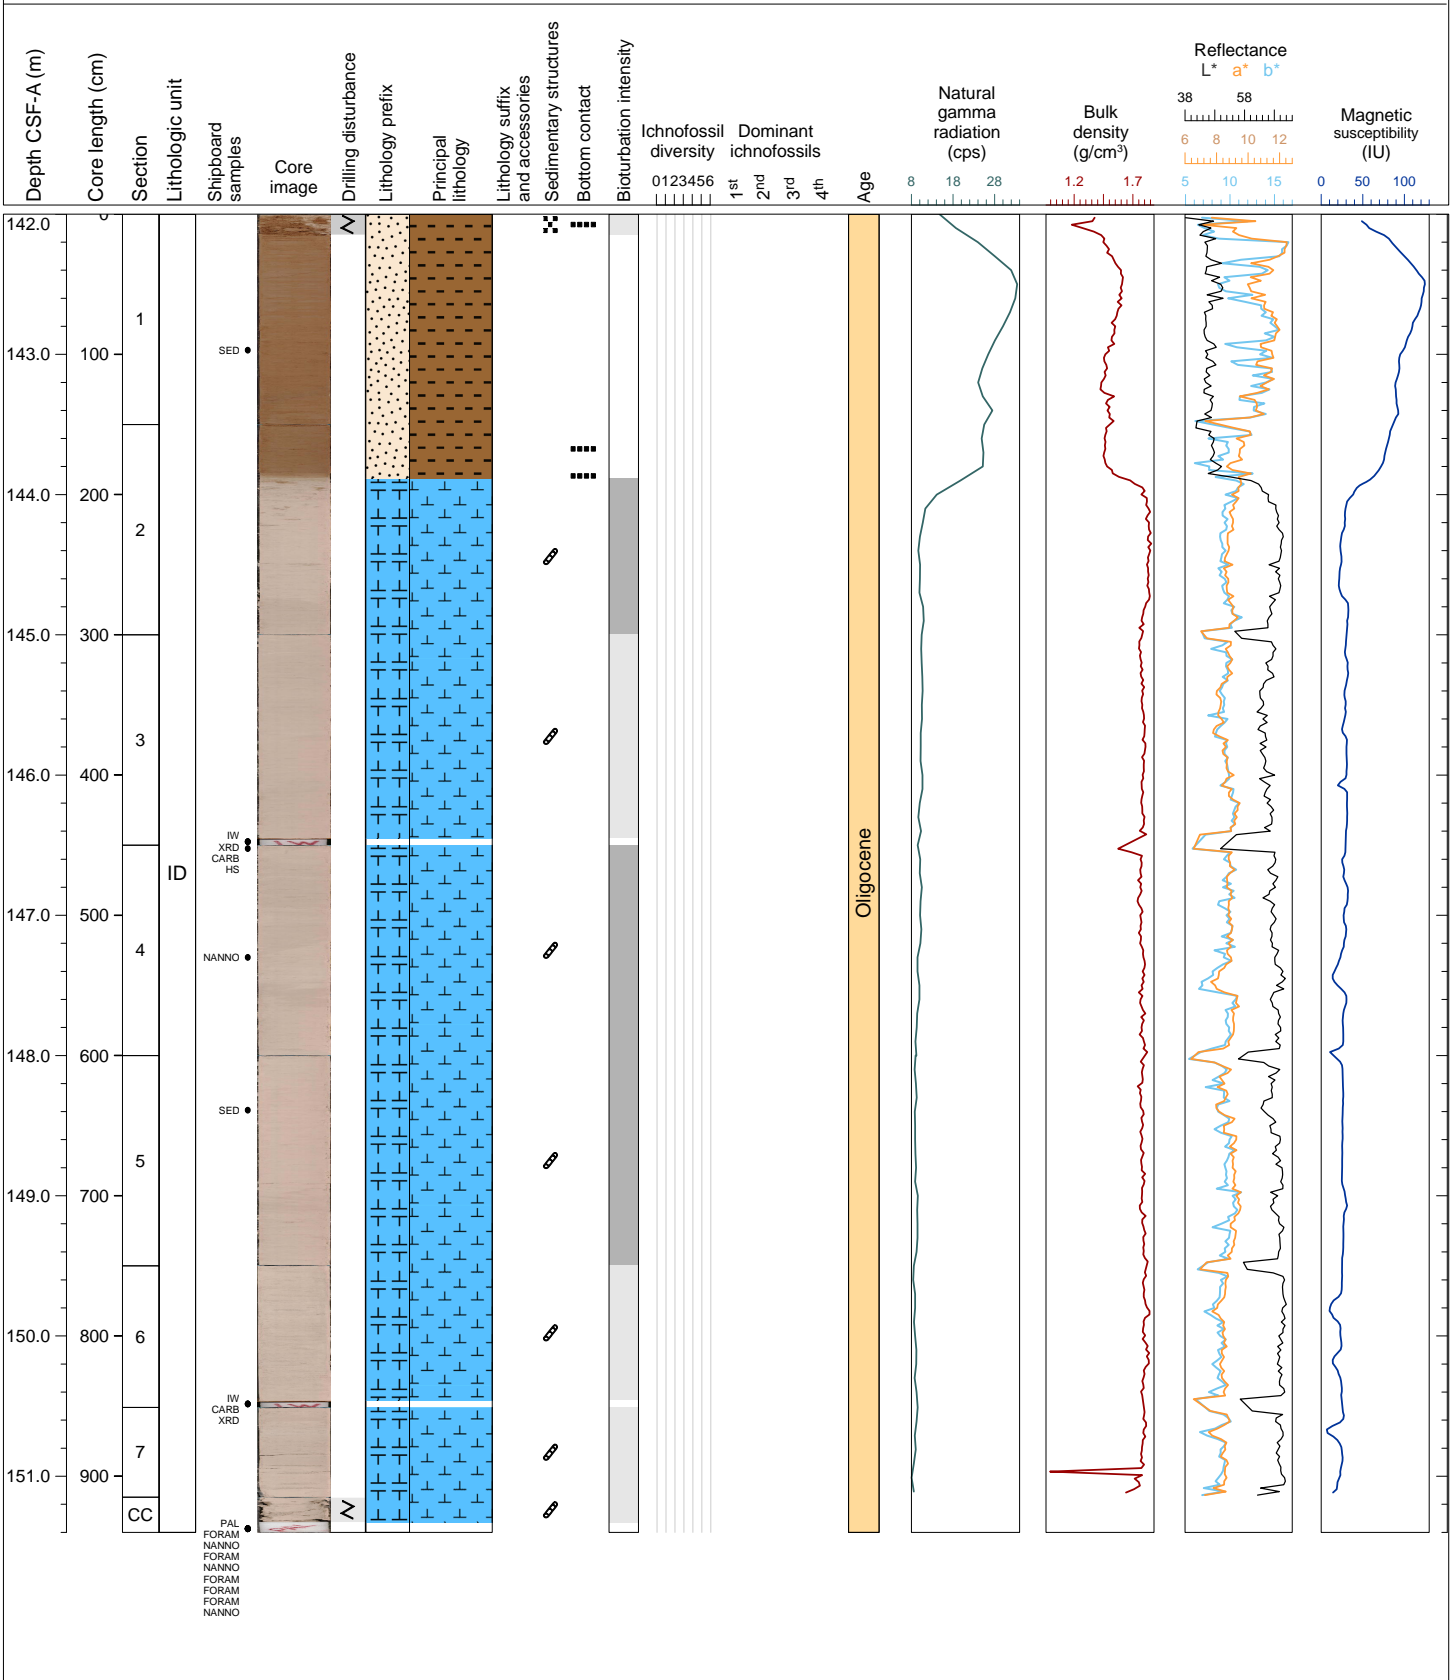 Depth CSF-A (m)
Core length (cm)
Section
Lithologic unit
Shipboard
samples
Core
image
Drilling disturbance
Lithology prefix
Principal
lithology
Lithology suffix
and accessories
Sedimentary structures
Bottom contact
Bioturbation intensity
Ichnofossil
diversity
0123456
Dominant
ichnofossils
1st 2nd 3rd 4th
Age
Natural
gamma
radiation
(cps)
8 18 28
Bulk
density
(g/cm³)
1.2 1.7
Reflectance
L* a* b*
38 58
6 8 10 12
5 10 15
Magnetic
susceptibility
(IU)
0 50 100
142.0 0
1
SED
143.0 100
144.0 200
2
145.0 300
3
146.0 400
IW
XRD
CARB
HS
ID
Oligocene
147.0 500
4
NANNO
148.0 600
SED
5
149.0 700
150.0 800
6
IW
CARB
XRD
7
151.0 900
CC
PAL
FORAM
NANNO
FORAM
NANNO
FORAM
FORAM
FORAM
NANNO